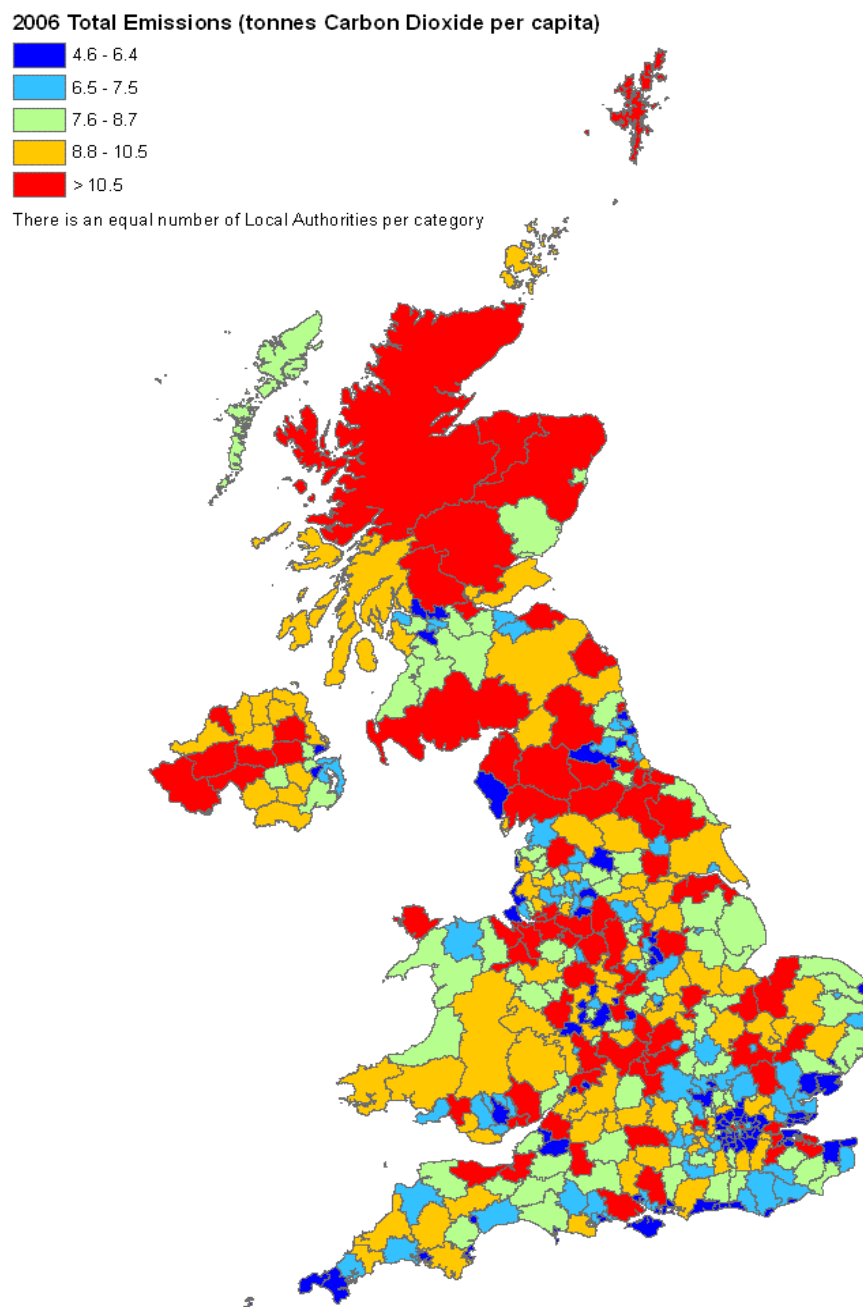 2006 Total Emissions (tonnes Carbon Dioxide per capita)
4.6 - 6.4
6.5 - 7.5
7.6 - 8.7
8.8 - 10.5
> 10.5
There is an equal number of Local Authorities per category